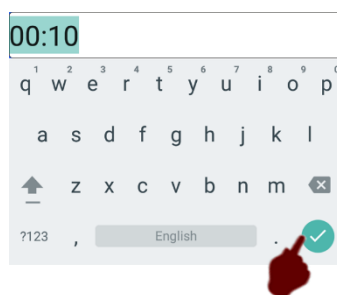 00:10
1 2 3 4 5 6 7 8 9 0
q w e r t y u i o p
a s d f g h j k l
z x c v b n m
?123 , English .